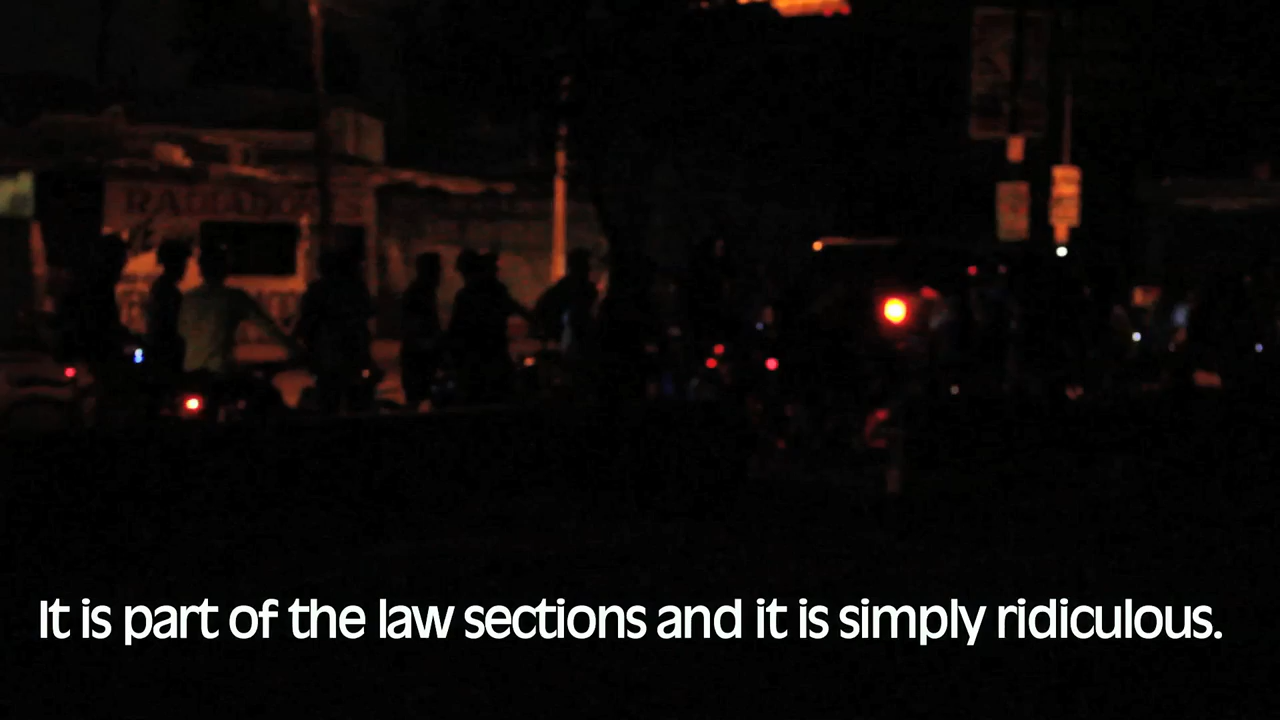 It is part of the law sections and it is simply ridiculous.